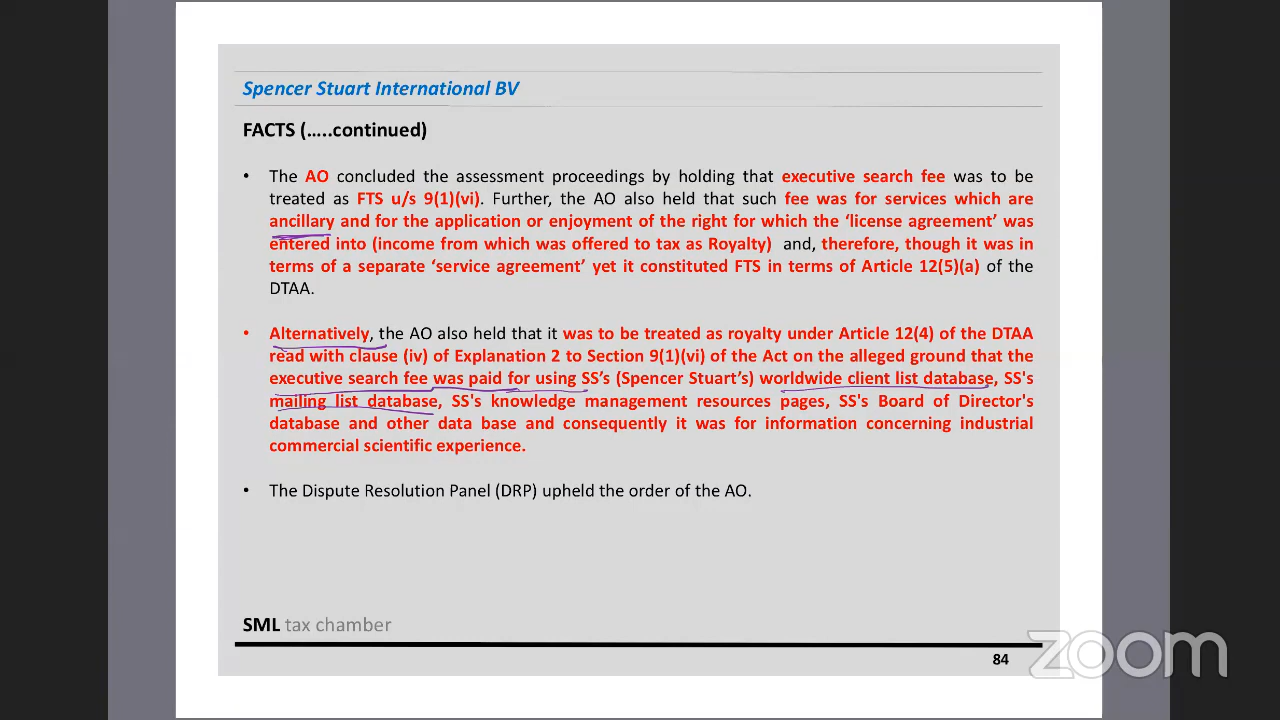 Spencer Stuart International BV
FACTS (…..continued)
• The AO concluded the assessment proceedings by holding that executive search fee was to be
treated as FTS u/s 9(1)(vi). Further, the AO also held that such fee was for services which are
ancillary and for the application or enjoyment of the right for which the ‘license agreement’ was
entered into (income from which was offered to tax as Royalty) and, therefore, though it was in
terms of a separate ‘service agreement’ yet it constituted FTS in terms of Article 12(5)(a) of the
DTAA.
• Alternatively, the AO also held that it was to be treated as royalty under Article 12(4) of the DTAA
read with clause (iv) of Explanation 2 to Section 9(1)(vi) of the Act on the alleged ground that the
executive search fee was paid for using SS’s (Spencer Stuart’s) worldwide client list database, SS's
mailing list database, SS's knowledge management resources pages, SS's Board of Director's
database and other data base and consequently it was for information concerning industrial
commercial scientific experience.
• The Dispute Resolution Panel (DRP) upheld the order of the AO.
SML tax chamber
84
zoom